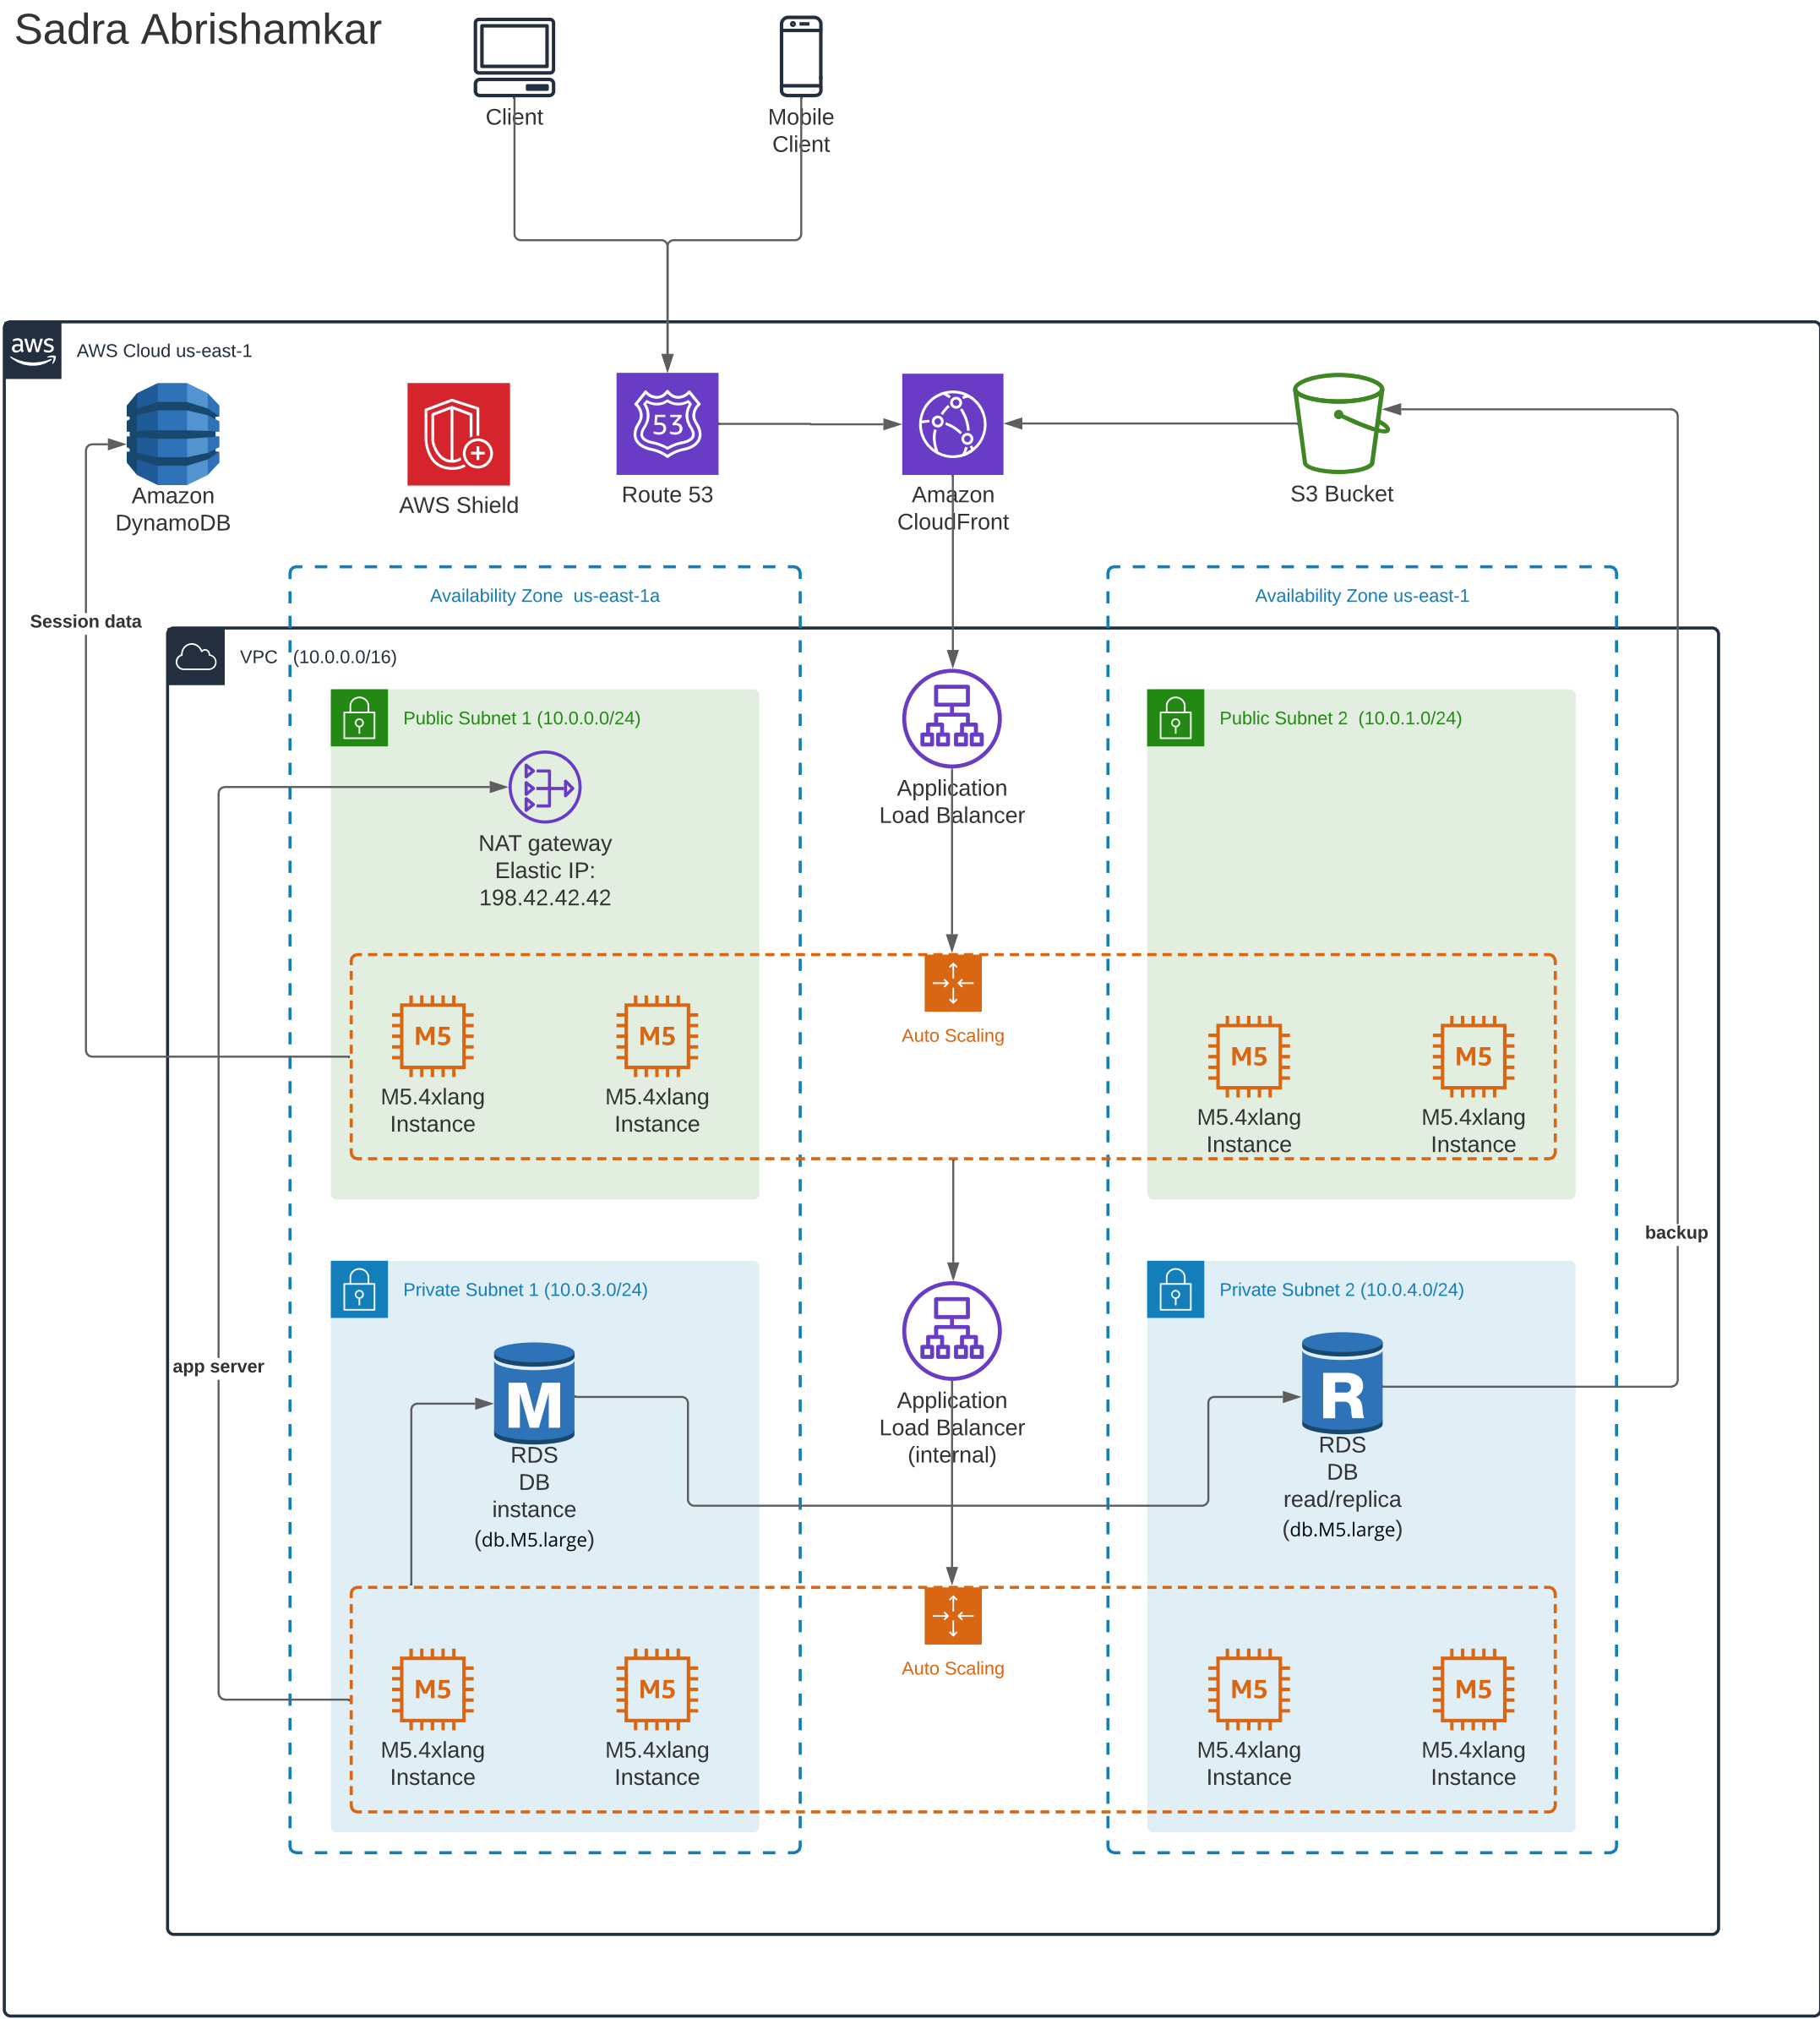 Sadra Abrishamkar
Client
Mobile
Client
aws
AWS Cloud us-east-1
Amazon
DynamoDB
AWS Shield
53
Route 53
Amazon
CloudFront
S3 Bucket
Session data
Availability Zone  us-east-1a
Availability Zone us-east-1
VPC   (10.0.0.0/16)
Public Subnet 1 (10.0.0.0/24)
NAT gateway
Elastic IP:
198.42.42.42
Application
Load Balancer
Public Subnet 2  (10.0.1.0/24)
Auto Scaling
M5
M5.4xlang
Instance
M5
M5.4xlang
Instance
M5
M5.4xlang
Instance
M5
M5.4xlang
Instance
backup
app server
Private Subnet 1 (10.0.3.0/24)
M
RDS
DB
instance
(db.M5.large)
Application
Load Balancer
(internal)
Private Subnet 2 (10.0.4.0/24)
R
RDS
DB
read/replica
(db.M5.large)
Auto Scaling
M5
M5.4xlang
Instance
M5
M5.4xlang
Instance
M5
M5.4xlang
Instance
M5
M5.4xlang
Instance